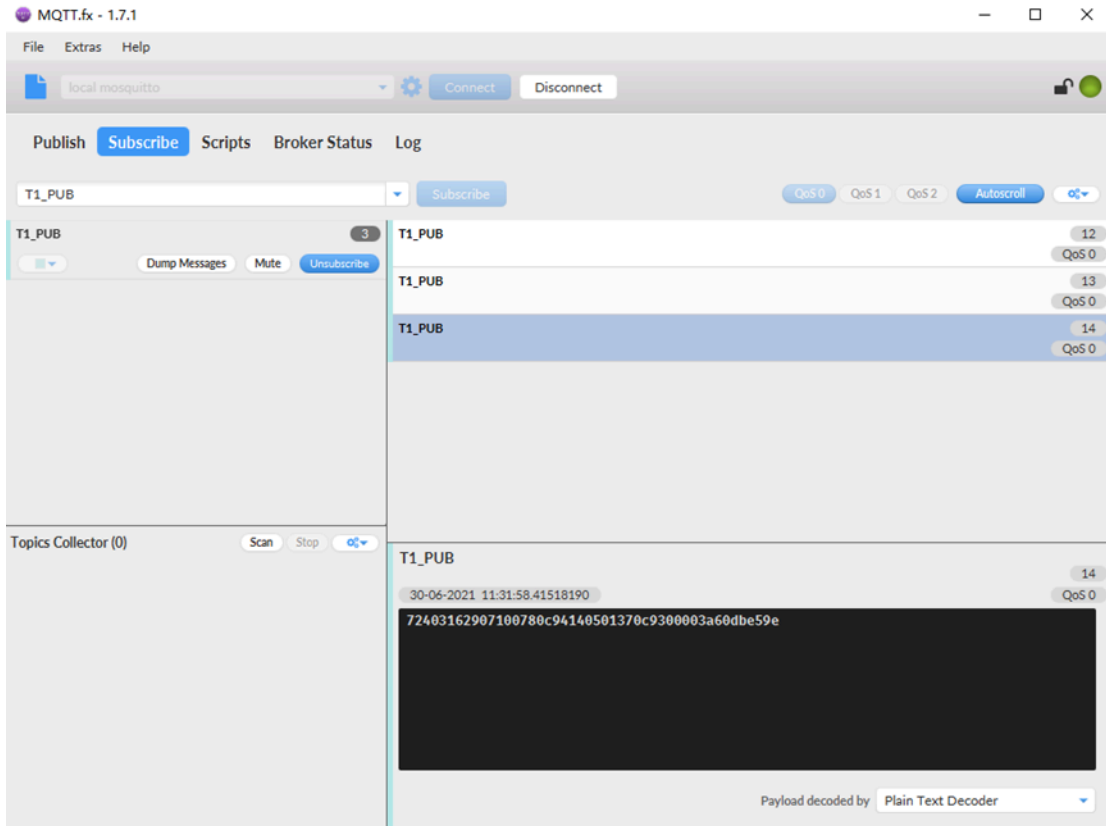 MQTT.fx - 1.7.1
File Extras Help
local mosquitto Connect Disconnect
Publish Subscribe Scripts Broker Status Log
T1_PUB Subscribe QoS 0 QoS 1 QoS 2 Autoscroll
T1_PUB 3
Dump Messages Mute Unsubscribe
T1_PUB 12
QoS 0
T1_PUB 13
QoS 0
T1_PUB 14
QoS 0
Topics Collector (0) Scan Stop
T1_PUB
14
30-06-2021 11:31:58.41518190 QoS 0
72403162907100780c94140501370c9300003a60dbe59e
Payload decoded by Plain Text Decoder